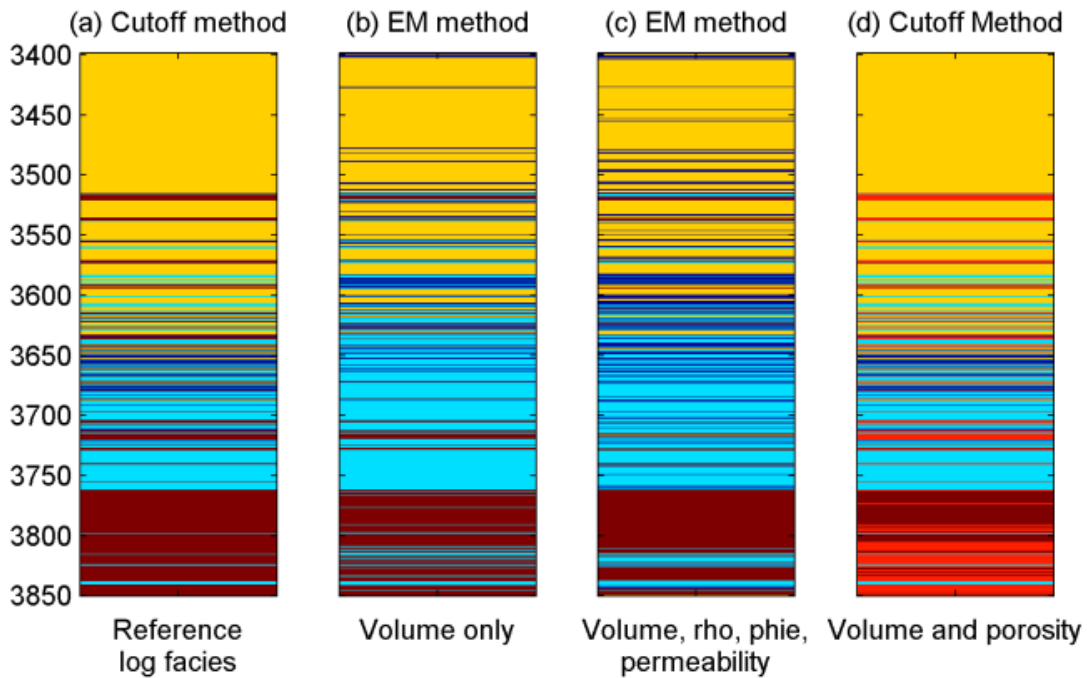 (a) Cutoff method (b) EM method (c) EM method (d) Cutoff Method
3400
3450
3500
3550
3600
3650
3700
3750
3800
3850
Reference
log facies
Volume only
Volume, rho, phie,
permeability
Volume and porosity